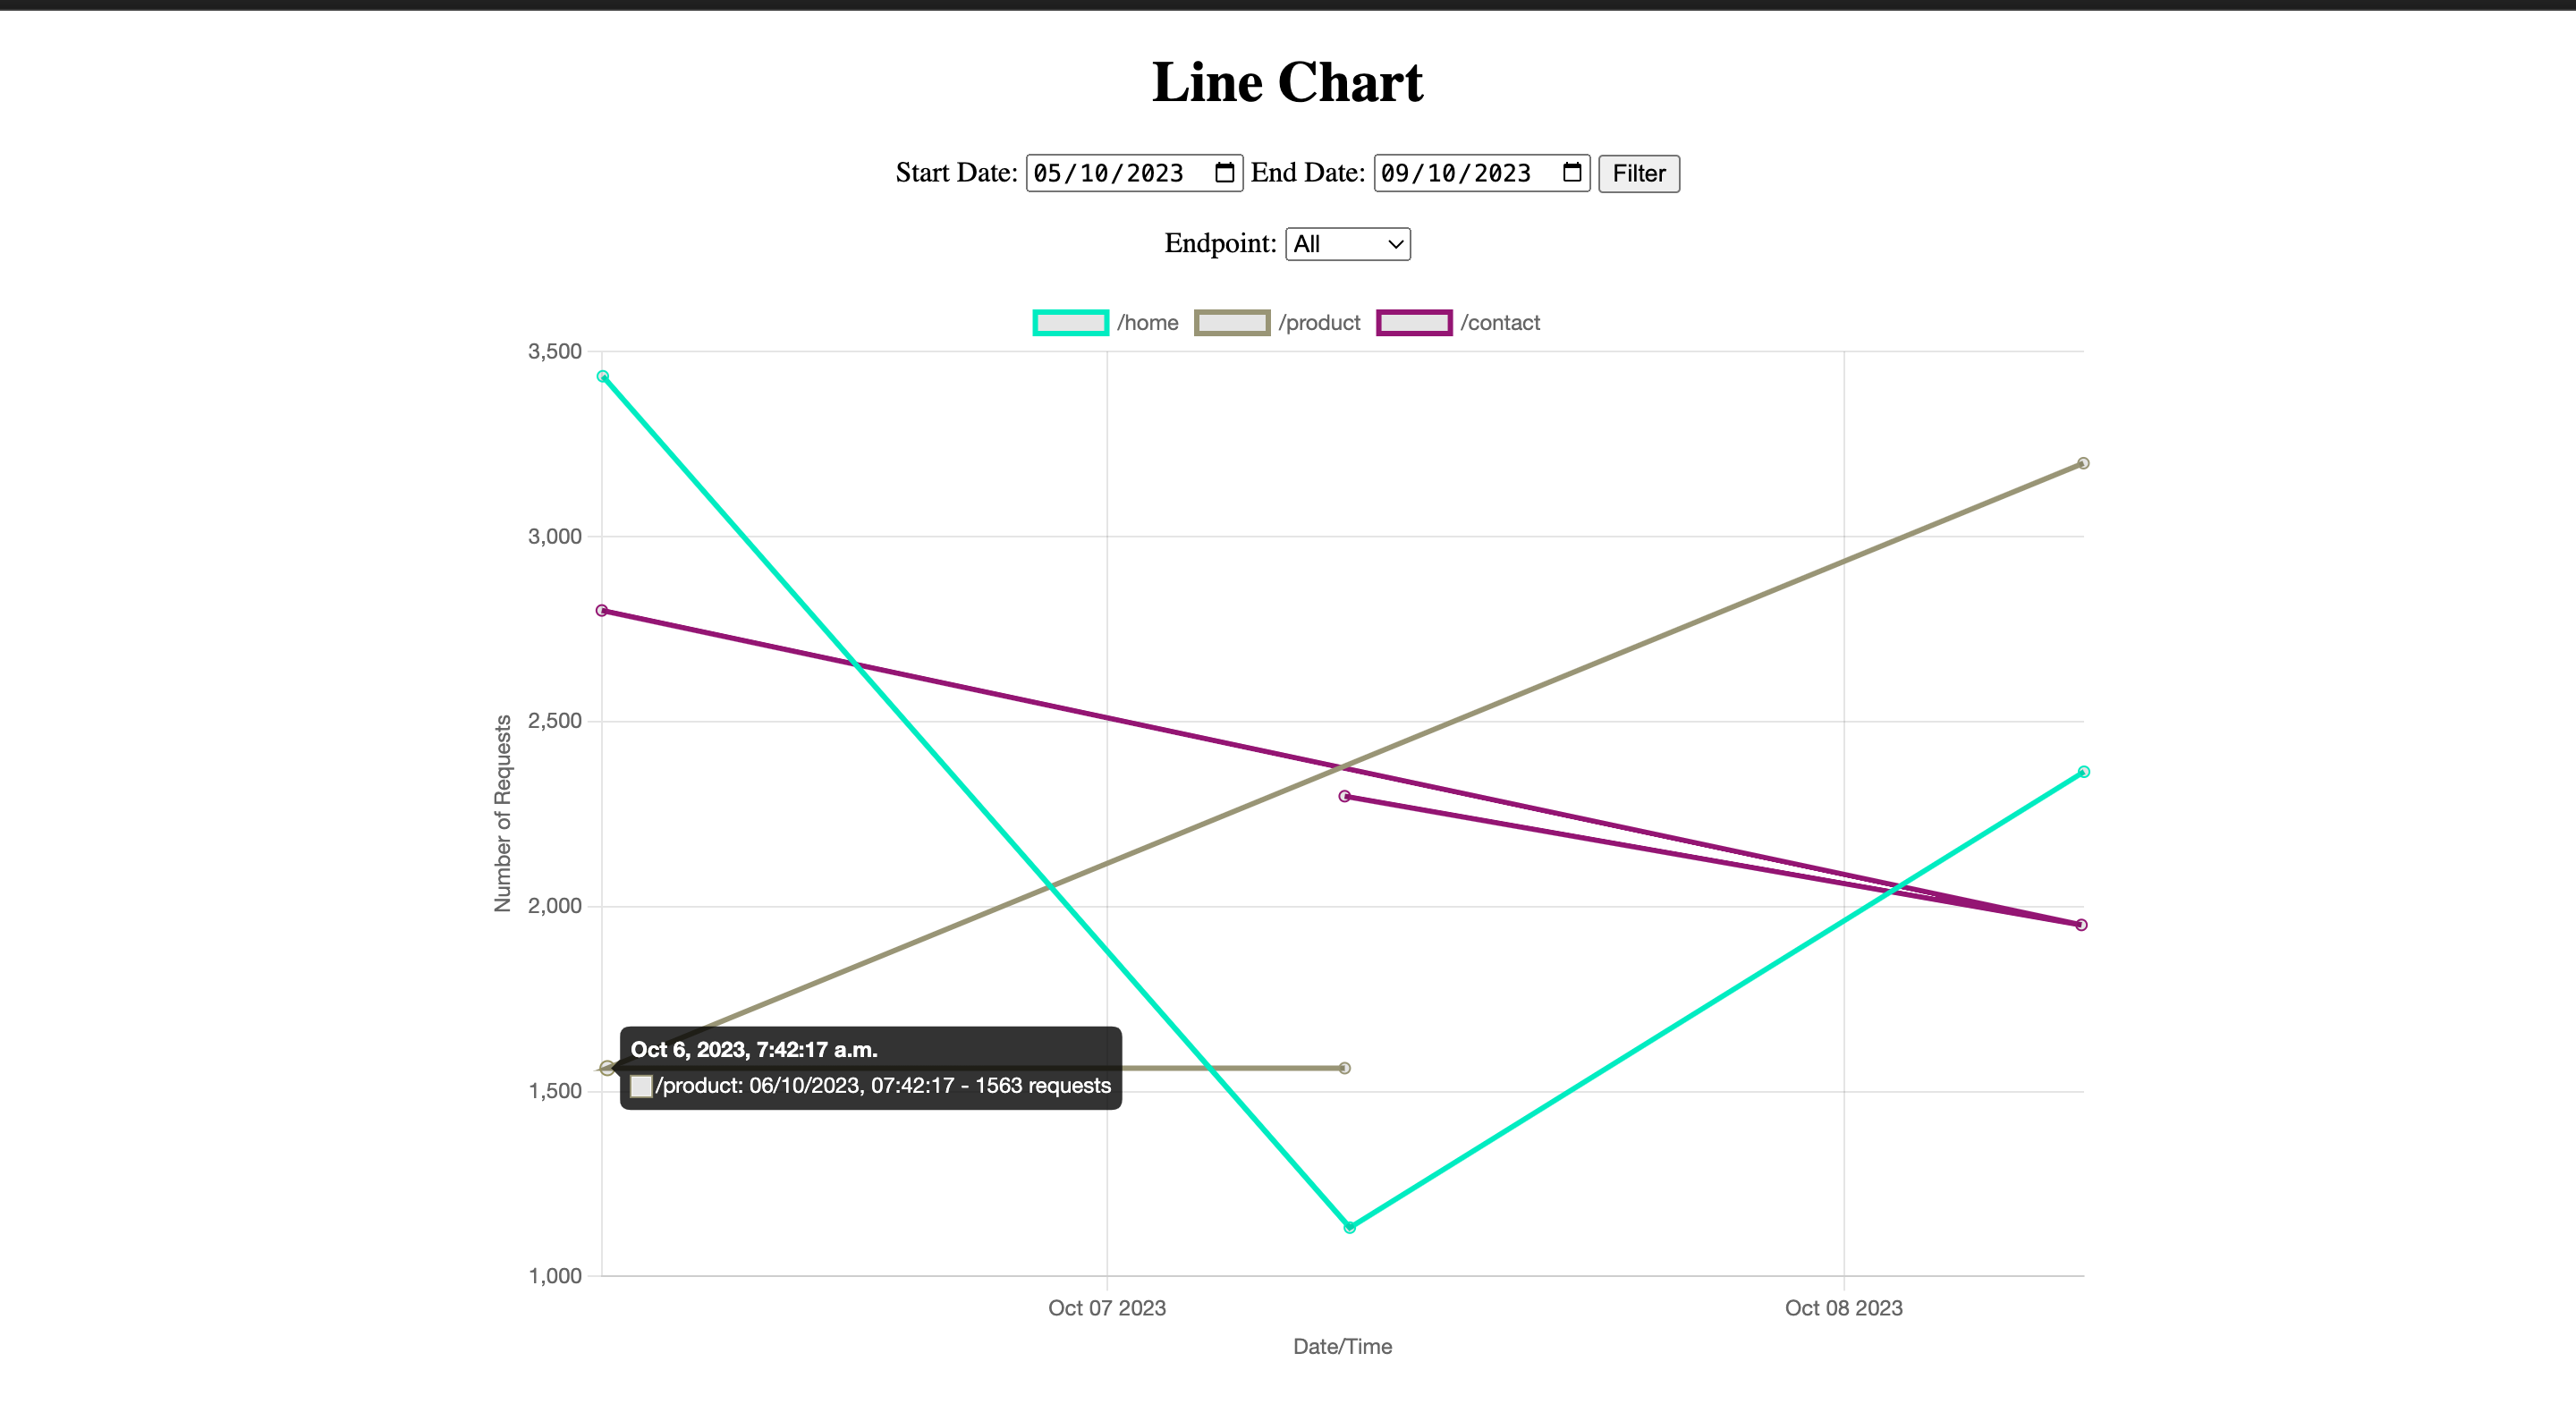 Line Chart
Start Date: 05/10/2023 End Date: 09/10/2023 Filter
Endpoint: All
/home /product /contact
3,500
3,000
2,500
2,000
1,500
1,000
Number of Requests
Oct 6, 2023, 7:42:17 a.m.
/product: 06/10/2023, 07:42:17 - 1563 requests
Oct 07 2023 Oct 08 2023
Date/Time